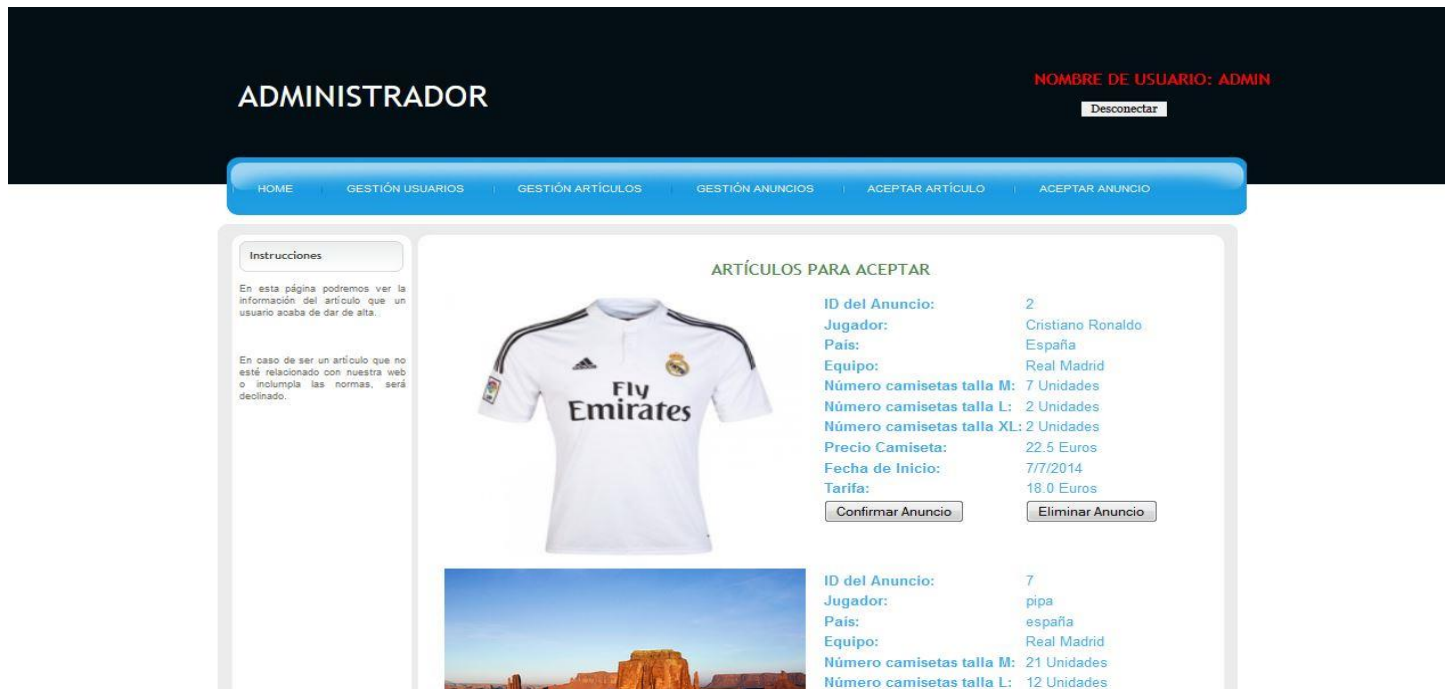 ADMINISTRADOR
NOMBRE DE USUARIO: ADMIN
Desconectar
HOME
GESTIÓN USUARIOS
GESTIÓN ARTÍCULOS
GESTIÓN ANUNCIOS
ACEPTAR ARTÍCULO
ACEPTAR ANUNCIO
Instrucciones
En esta página podremos ver la
información del artículo que un
usuario acaba de dar de alta.
En caso de ser un artículo que no
esté relacionado con nuestra web
o incumpla las normas, será
declinado.
ARTÍCULOS PARA ACEPTAR
adidas
Fly
Emirates
ID del Anuncio: 2
Jugador: Cristiano Ronaldo
País: España
Equipo: Real Madrid
Número camisetas talla M: 7 Unidades
Número camisetas talla L: 2 Unidades
Número camisetas talla XL: 2 Unidades
Precio Camiseta: 22.5 Euros
Fecha de Inicio: 7/7/2014
Tarifa: 18.0 Euros
Confirmar Anuncio
Eliminar Anuncio
ID del Anuncio: 7
Jugador: pipa
País: españa
Equipo: Real Madrid
Número camisetas talla M: 21 Unidades
Número camisetas talla L: 12 Unidades